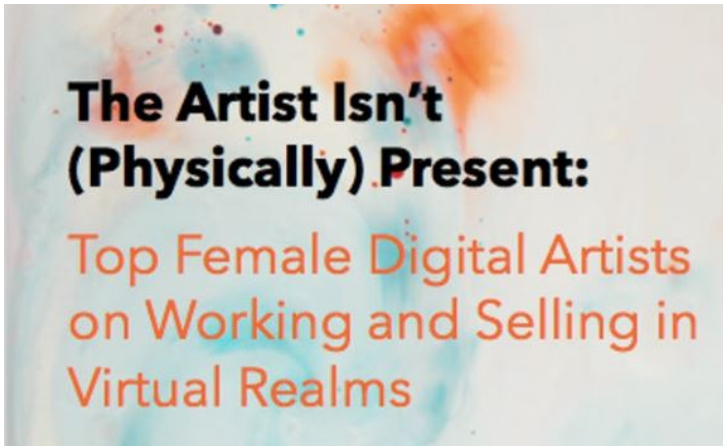 The Artist Isn't
(Physically) Present:
Top Female Digital Artists
on Working and Selling in
Virtual Realms